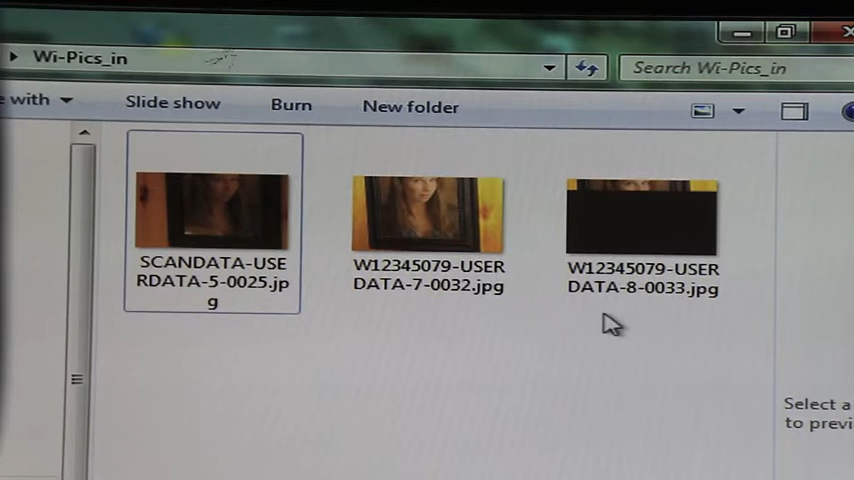 Wi-Pics_in
Search Wi-Pics_in
with
Slide show
Burn
New folder
SCANDATA-USE
RDATA-5-0025.jp
g
W12345079-USER
DATA-7-0032.jpg
W12345079-USER
DATA-8-0033.jpg
Select a
to previ